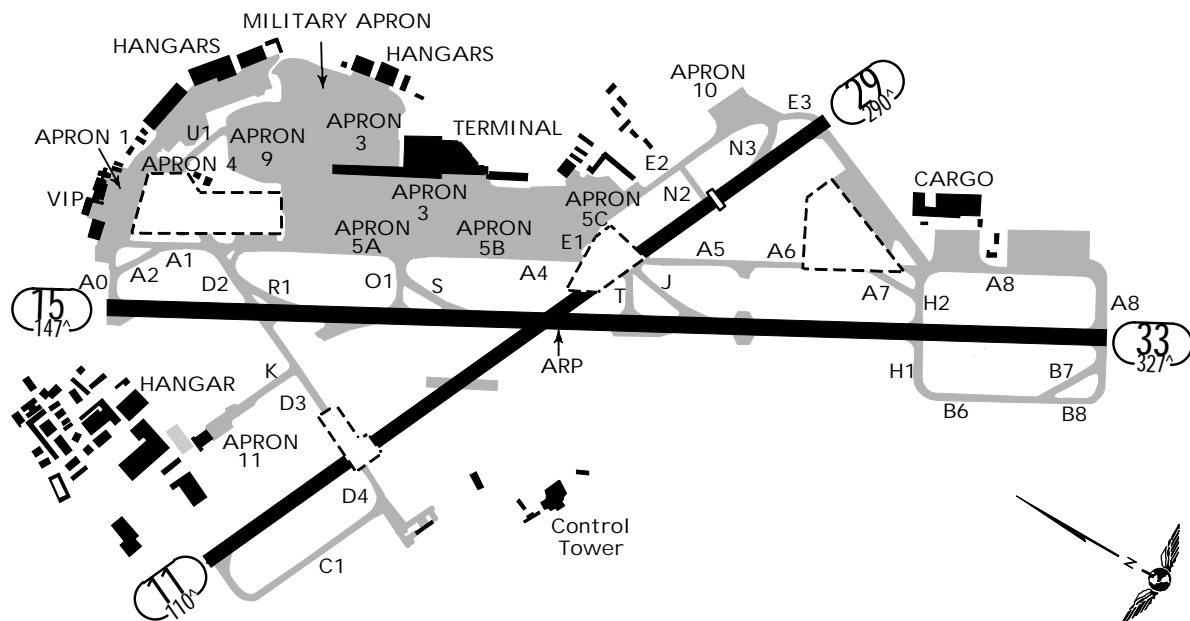 MILITARY APRON
HANGARS
HANGARS
APRON
10
29
290^
E3
APRON 1
U1
APRON
9
APRON
3
TERMINAL
N3
APRON 4
E2
N2
VIP
APRON
3
APRON
5C
CARGO
APRON
5A
APRON
5B
E1
A0
A2
A1
D2
R1
O1
S
A4
T
J
A5
A6
A7
H2
A8
A8
15
147^
33
327^
ARP
HANGAR
K
D3
H1
B7
B6
B8
APRON
11
D4
Control
Tower
C1
11
110^
N